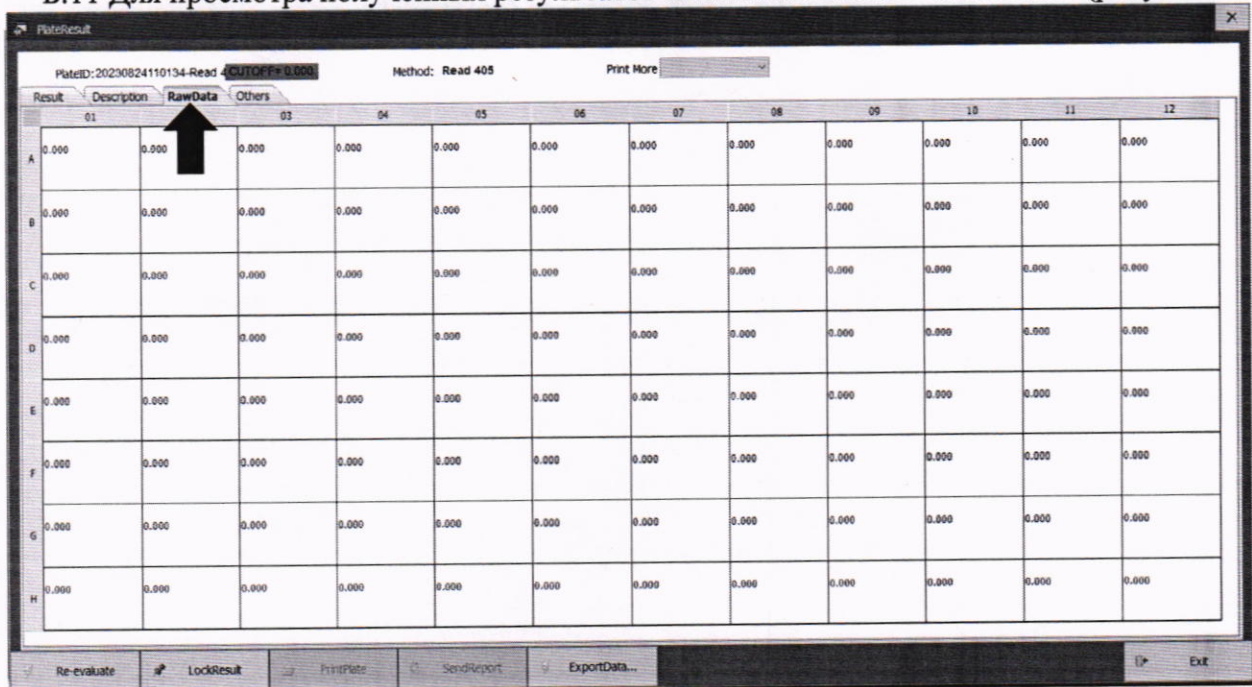 Для просмотра полученных результатов
PlateResult
PlateID: 20230824110134-Read 4 CUTOFF= 0.000 Method: Read 405 Print More
Result Description RawData Others
01 03 04 05 06 07 08 09 10 11 12
A 0.000 0.000 0.000 0.000 0.000 0.000 0.000 0.000 0.000 0.000 0.000 0.000
B 0.000 0.000 0.000 0.000 0.000 0.000 0.000 0.000 0.000 0.000 0.000 0.000
C 0.000 0.000 0.000 0.000 0.000 0.000 0.000 0.000 0.000 0.000 0.000 0.000
D 0.000 0.000 0.000 0.000 0.000 0.000 0.000 0.000 0.000 0.000 0.000 0.000
E 0.000 0.000 0.000 0.000 0.000 0.000 0.000 0.000 0.000 0.000 0.000 0.000
F 0.000 0.000 0.000 0.000 0.000 0.000 0.000 0.000 0.000 0.000 0.000 0.000
G 0.000 0.000 0.000 0.000 0.000 0.000 0.000 0.000 0.000 0.000 0.000 0.000
H 0.000 0.000 0.000 0.000 0.000 0.000 0.000 0.000 0.000 0.000 0.000 0.000
Re-evaluate LockResult PrintPlate SendReport ExportData... Exit